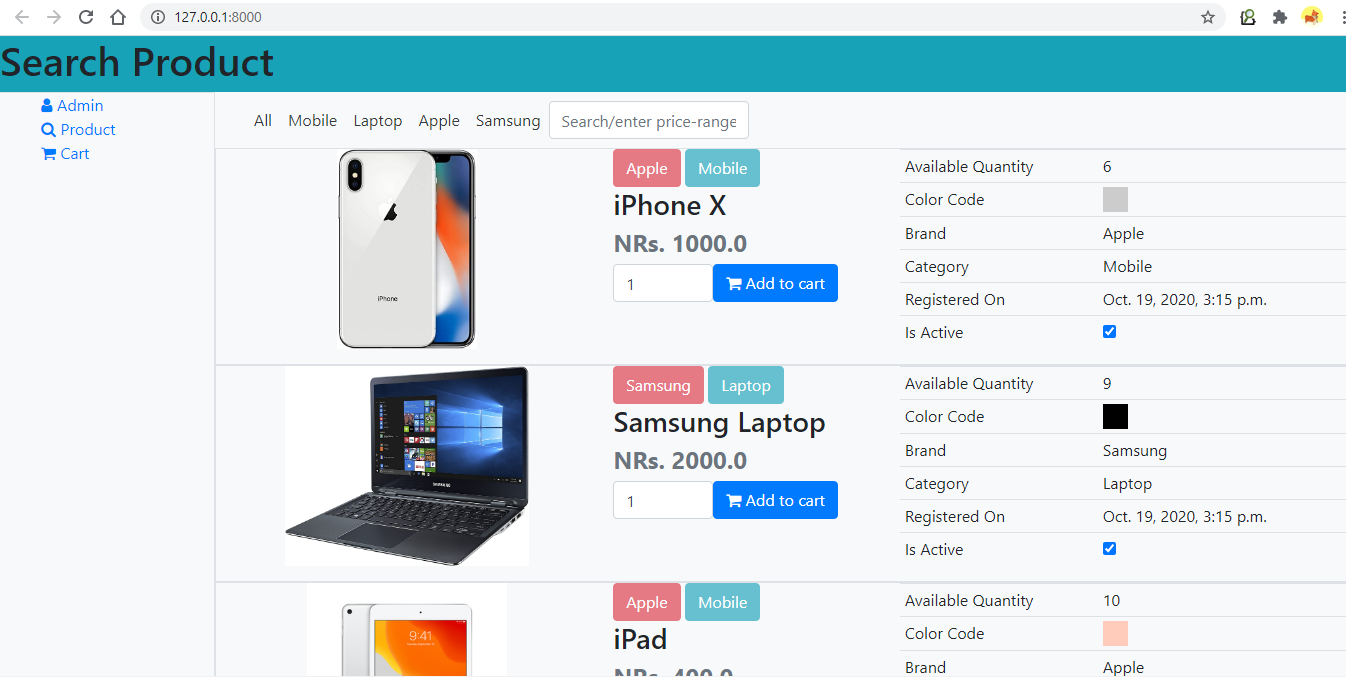 127.0.0.1:8000
Search Product
Admin
Product
Cart
All Mobile Laptop Apple Samsung Search/enter price-range
iPhone
Apple Mobile
iPhone X
NRs. 1000.0
1 Add to cart
Available Quantity 6
Color Code
Brand Apple
Category Mobile
Registered On Oct. 19, 2020, 3:15 p.m.
Is Active
SAMSUNG
Samsung Laptop
Samsung Laptop
NRs. 2000.0
1 Add to cart
Available Quantity 9
Color Code
Brand Samsung
Category Laptop
Registered On Oct. 19, 2020, 3:15 p.m.
Is Active
9:41
Apple Mobile
iPad
NRs. 400.0
Available Quantity 10
Color Code
Brand Apple